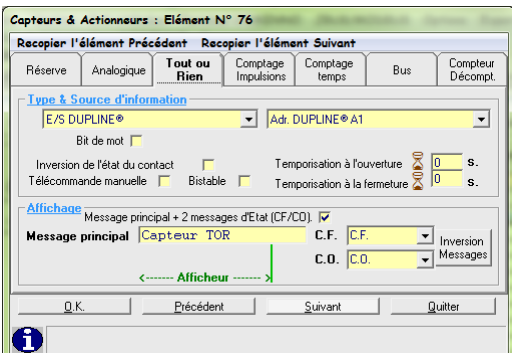 Capteurs & Actionneurs : Elément N° 76
Recopier l'élément Précédent Recopier l'élément Suivant
Réserve Analogique Tout ou Rien Comptage Impulsions Comptage temps Bus Compteur Décompt.
Type & Source d'information
E/S DUPLINE® Adr. DUPLINE® A1
Bit de mot
Inversion de l'état du contact Temporisation à l'ouverture 0 s.
Télécommande manuelle Bistable Temporisation à la fermeture 0 s.
Affichage
Message principal + 2 messages d'Etat (CF/CO).
Message principal Capteur TOR C.F. C.F. Inversion Messages
C.O. C.O.
<------- Afficheur ------->
O.K. Précédent Suivant Quitter